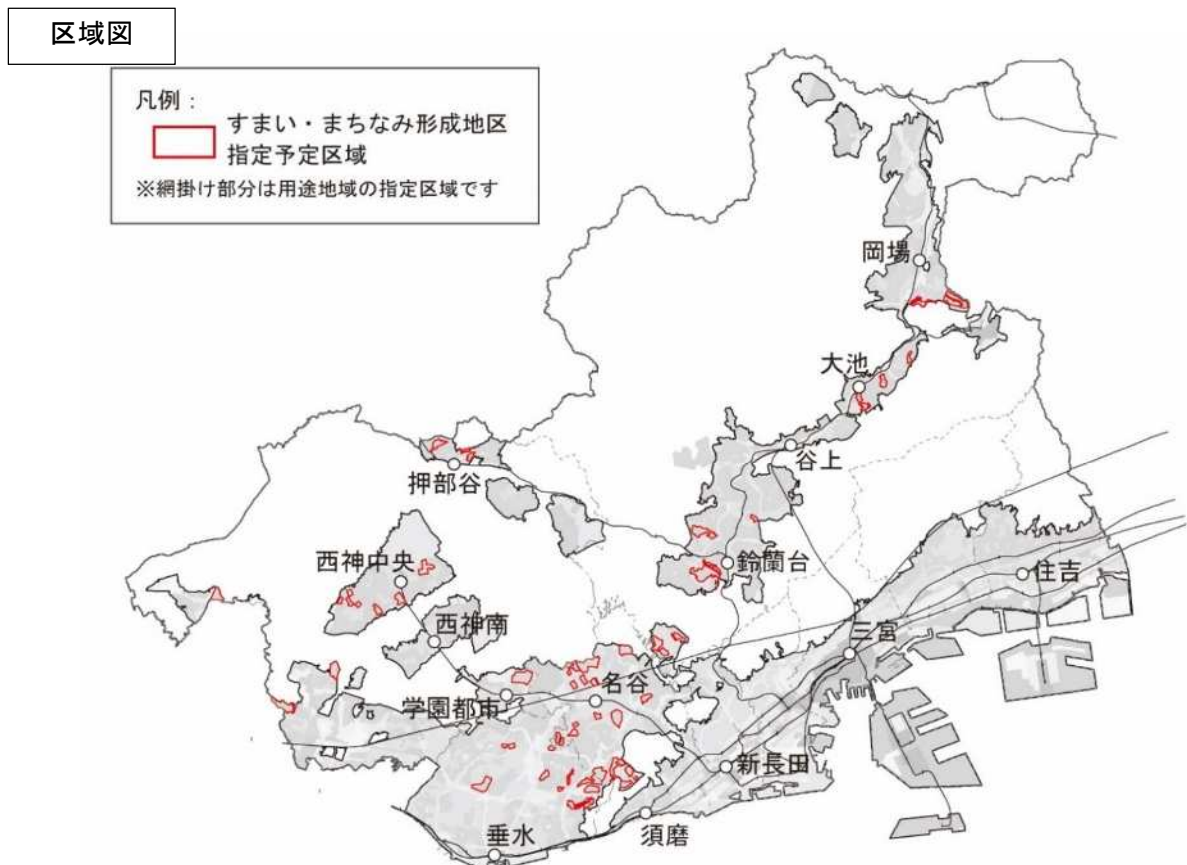 区域図
凡例：
すまい・まちなみ形成地区
指定予定区域
※網掛け部分は用途地域の指定区域です
岡場
大池
谷上
押部谷
鈴蘭台
西神中央
住吉
西神南
三宮
名谷
学園都市
新長田
須磨
垂水